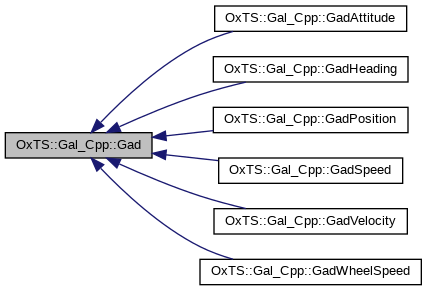 OxTS::Gal_Cpp::GadAttitude
OxTS::Gal_Cpp::GadHeading
OxTS::Gal_Cpp::GadPosition
OxTS::Gal_Cpp::Gad
OxTS::Gal_Cpp::GadSpeed
OxTS::Gal_Cpp::GadVelocity
OxTS::Gal_Cpp::GadWheelSpeed